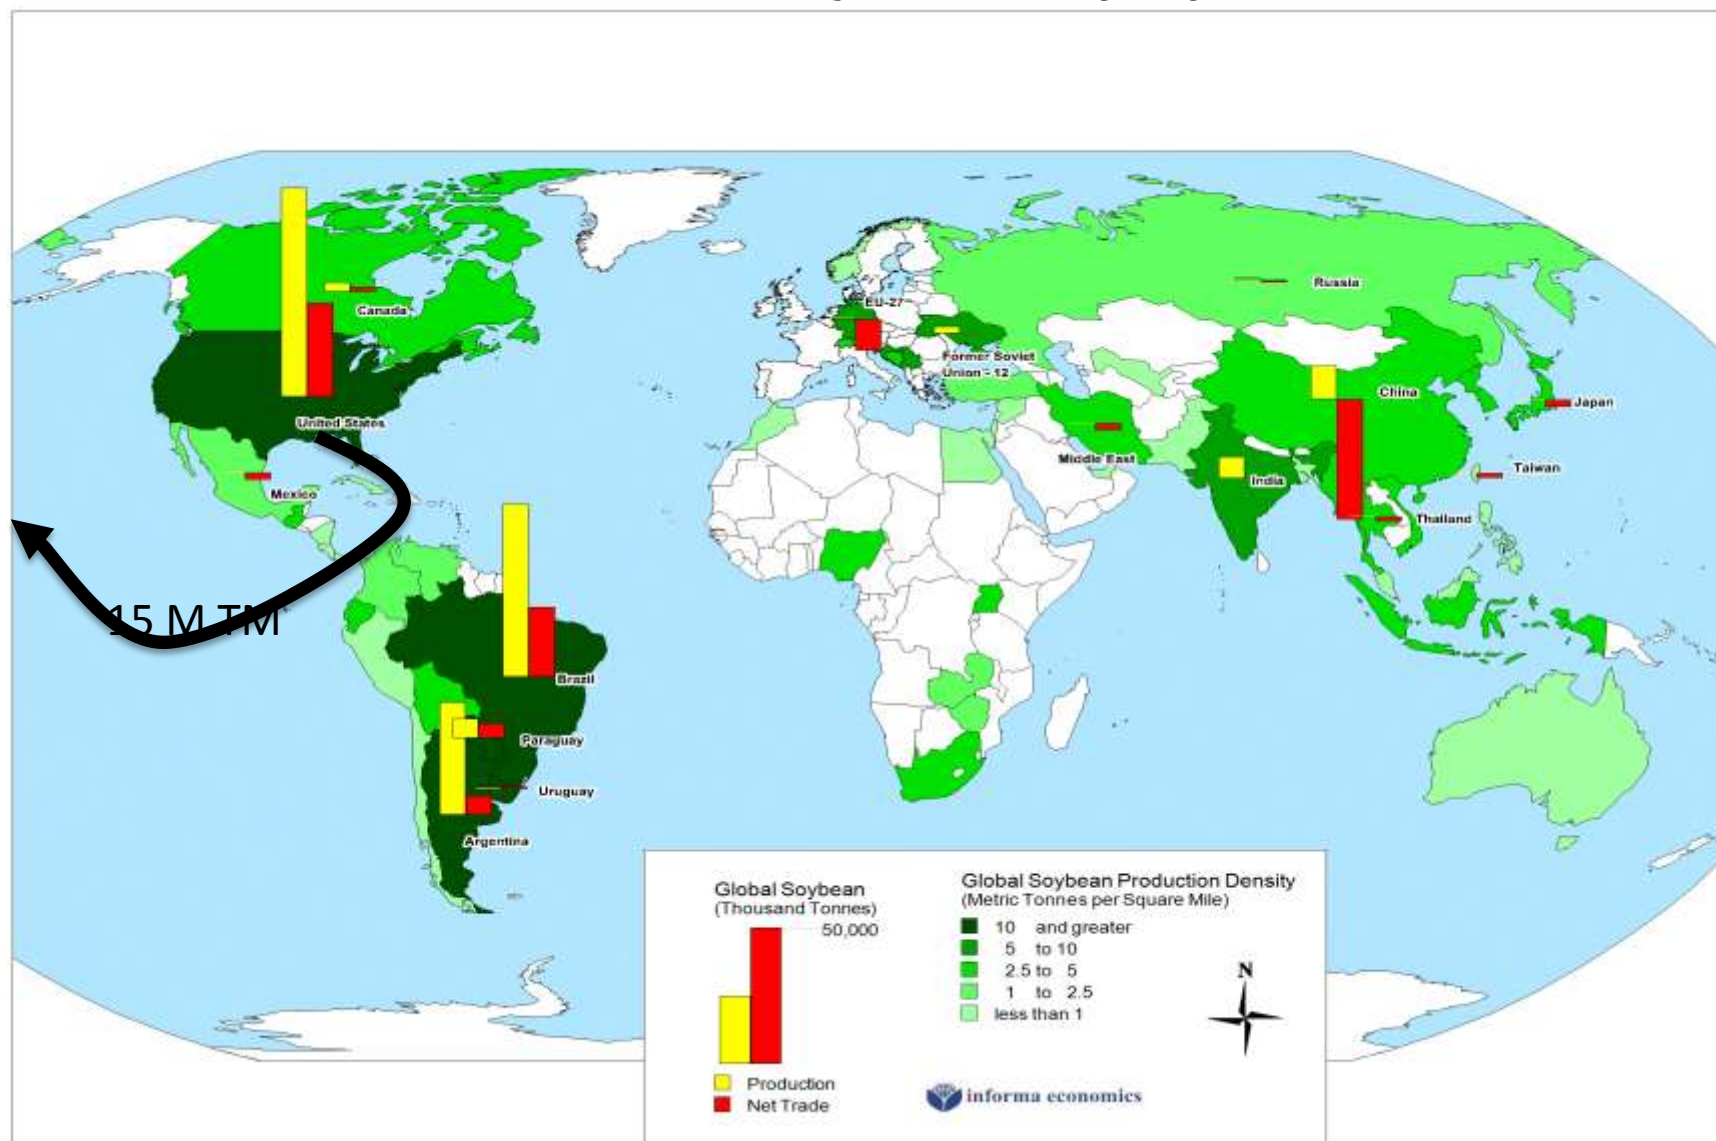 Canada
United States
Mexico
15 M TM
Brazil
Paraguay
Uruguay
Argentina
EU-27
Former Soviet
Union - 12
Russia
China
Japan
Middle East
India
Taiwan
Thailand
Global Soybean
(Thousand Tonnes)
50,000
Production
Net Trade
Global Soybean Production Density
(Metric Tonnes per Square Mile)
10 and greater
5 to 10
2.5 to 5
1 to 2.5
less than 1
N
informa economics